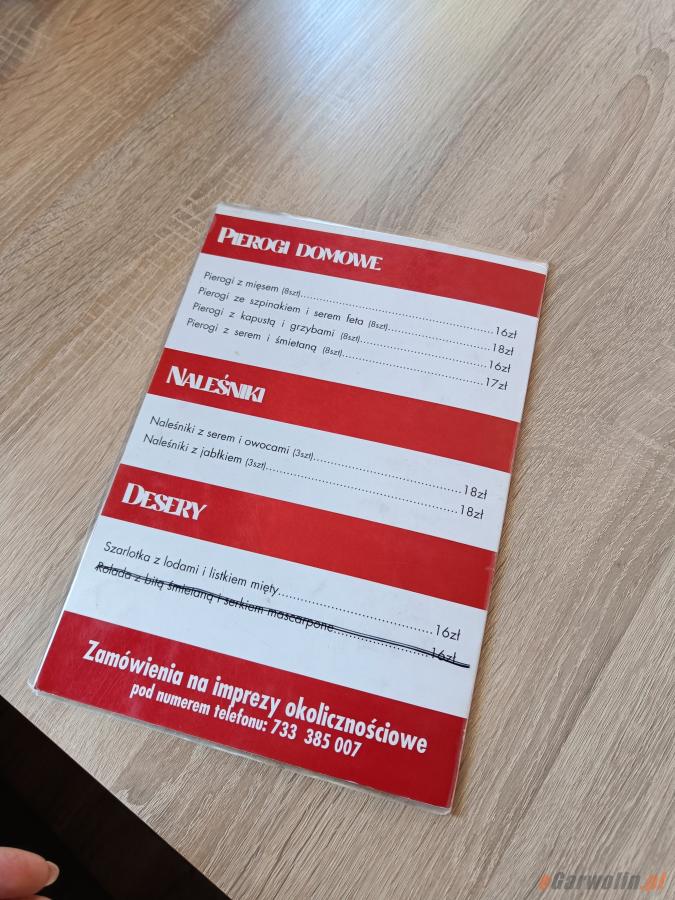 PIEROGI DOMOWE
Pierogi z mięsem (8szt)..................................................16zł
Pierogi ze szpinakiem i serem feta (8szt)...........................18zł
Pierogi z kapustą i grzybami (8szt)...................................16zł
Pierogi z serem i śmietaną (8szt)......................................17zł
NALEŚNIKI
Naleśniki z serem i owocami (3szt)....................................18zł
Naleśniki z jabłkiem (3szt)................................................18zł
DESERY
Szarlotka z lodami i listkiem mięty.....................................16zł
Rolada z bitą śmietaną i serkiem mascarpone......................16zł
Zamówienia na imprezy okolicznościowe
pod numerem telefonu: 733 385 007
eGarwolin.pl